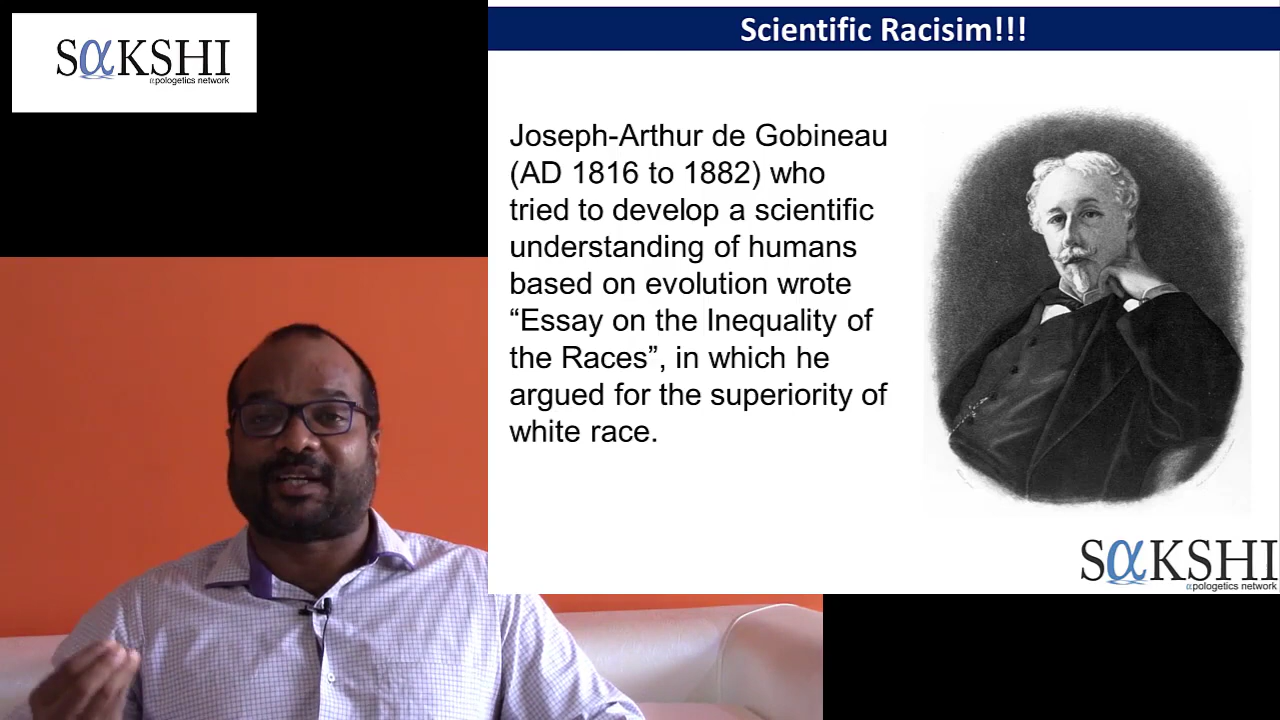 SαKSHI
αpologetics network
Scientific Racisim!!!
Joseph-Arthur de Gobineau
(AD 1816 to 1882) who
tried to develop a scientific
understanding of humans
based on evolution wrote
“Essay on the Inequality of
the Races”, in which he
argued for the superiority of
white race.
SαKSHI
αpologetics network